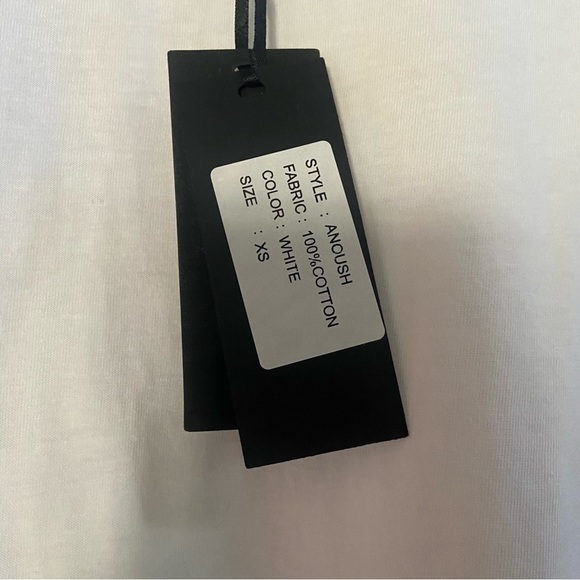 STYLE : ANOUSH
FABRIC : 100%COTTON
COLOR : WHITE
SIZE : XS